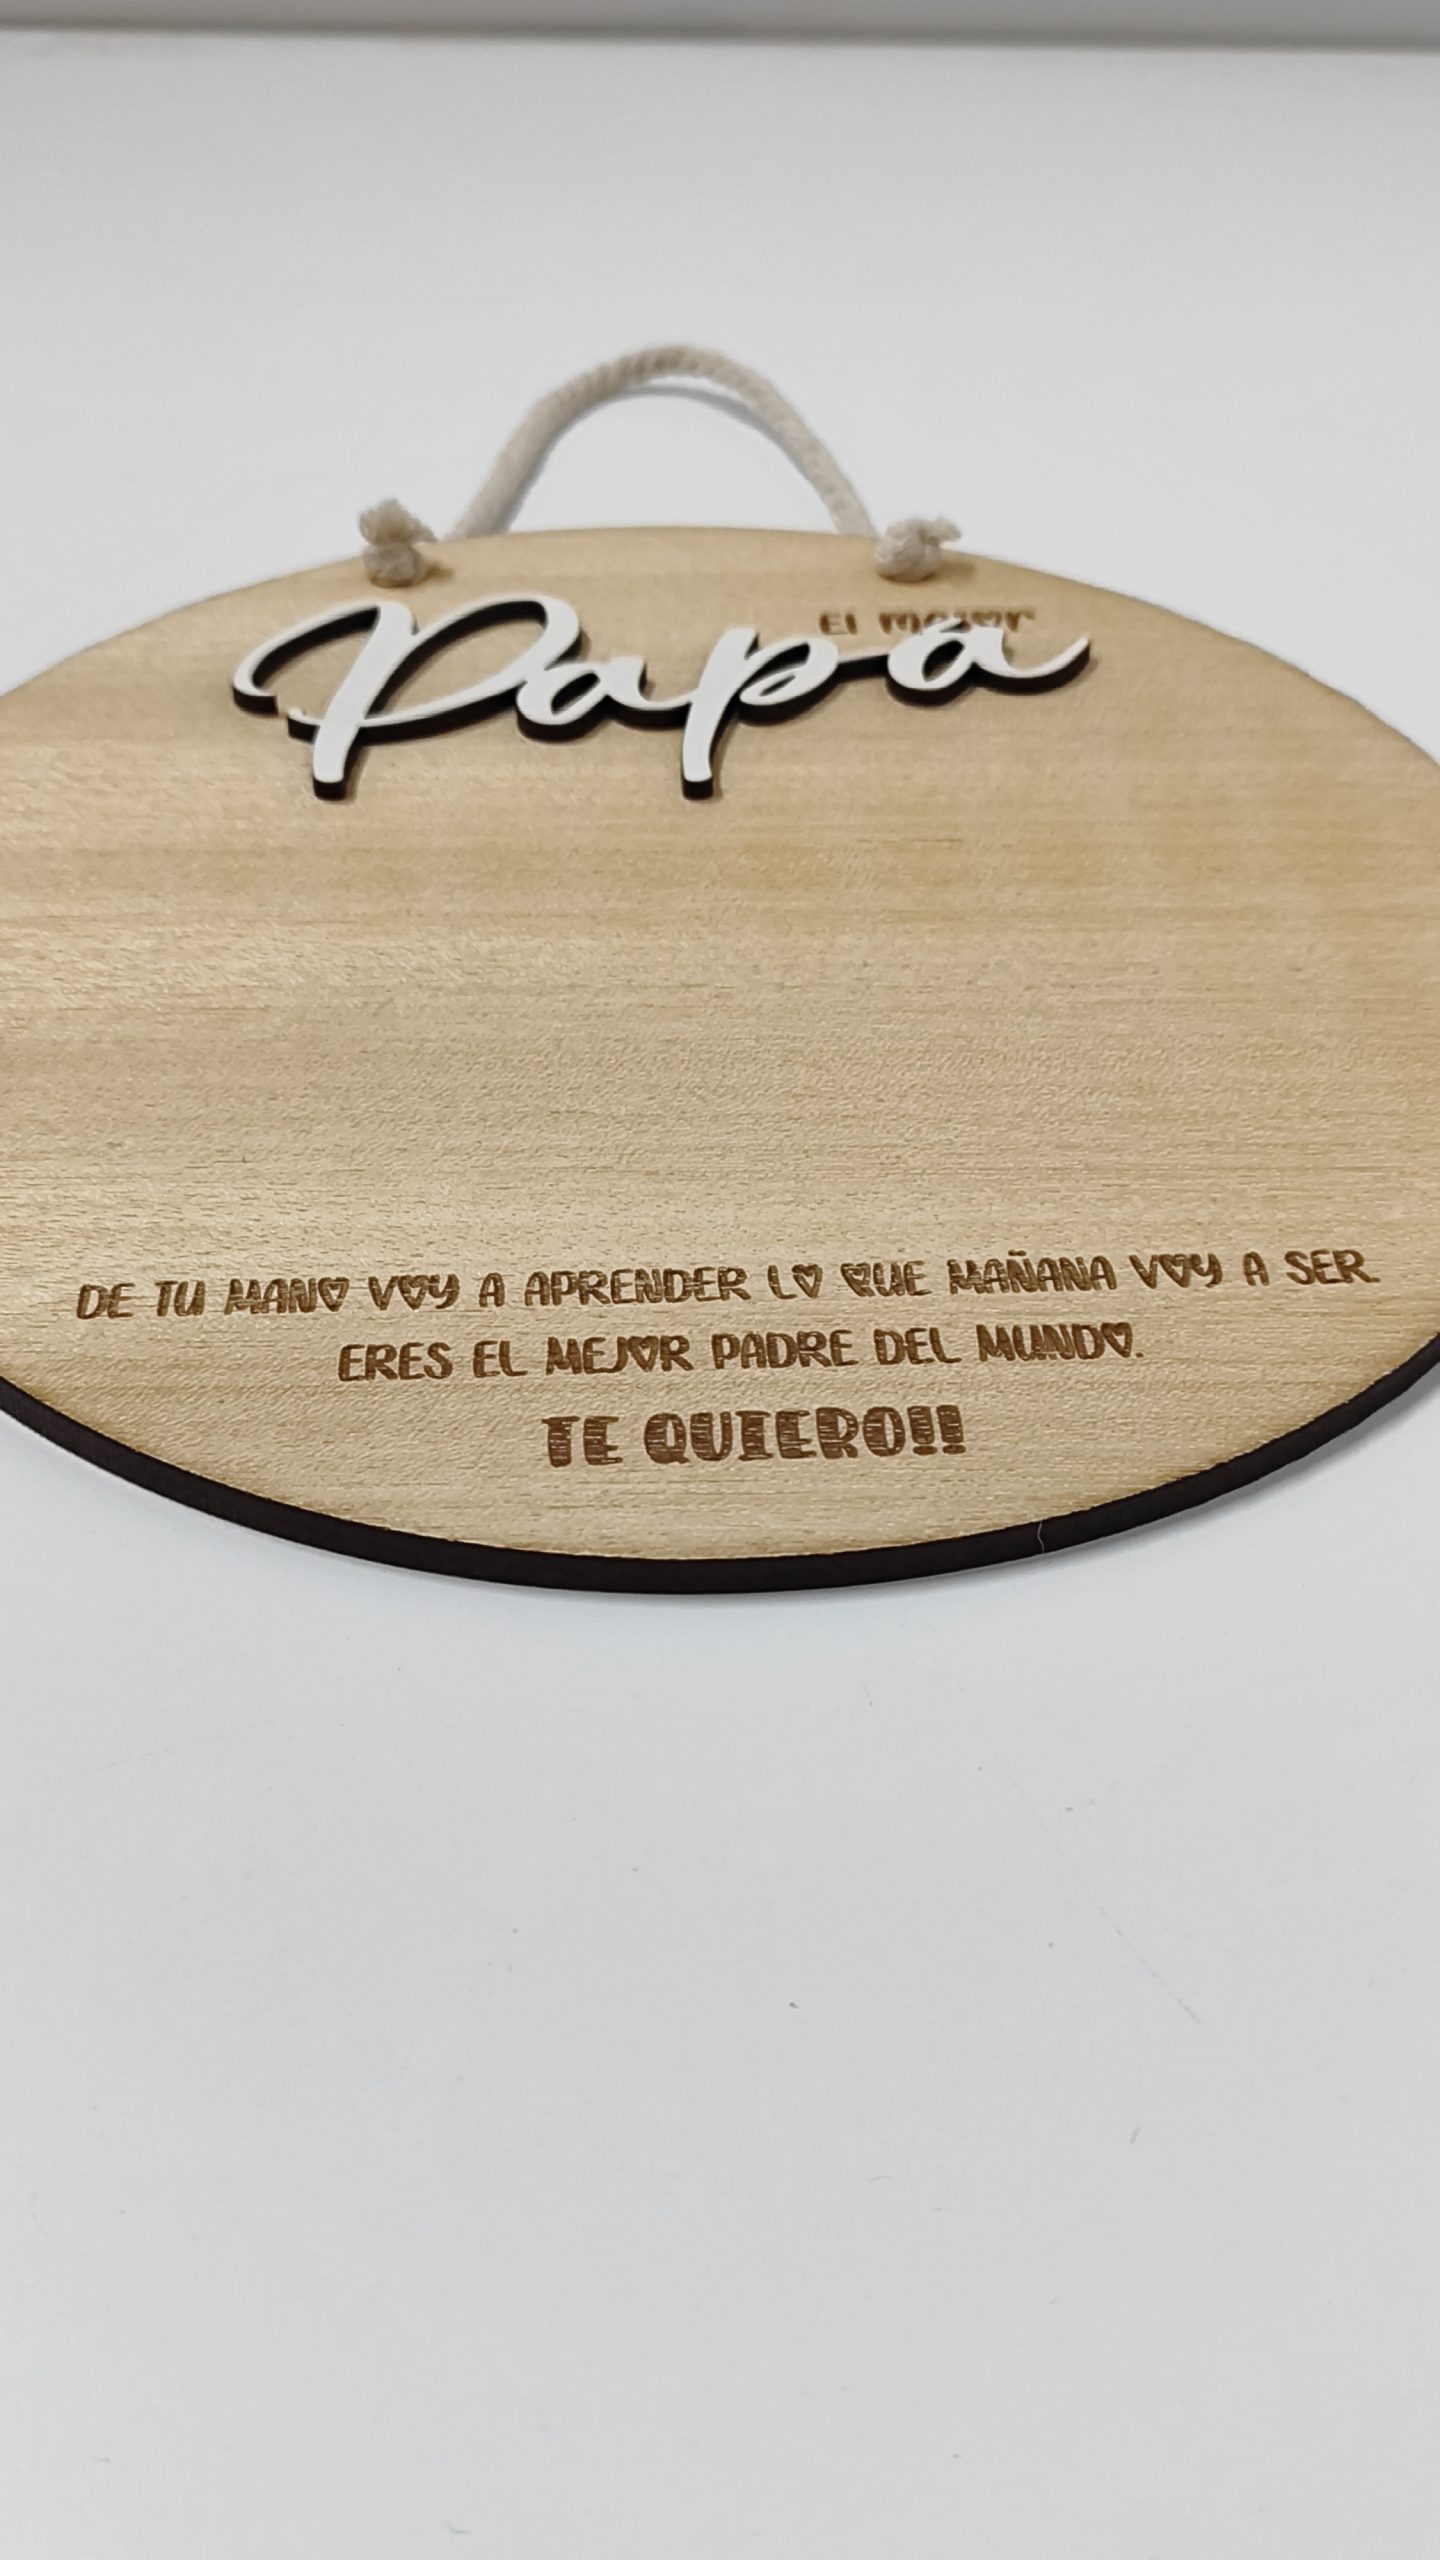 El mejor
Papá
DE TU MANO VOY A APRENDER LO QUE MAÑANA VOY A SER.
ERES EL MEJOR PADRE DEL MUNDO.
TE QUIERO!!